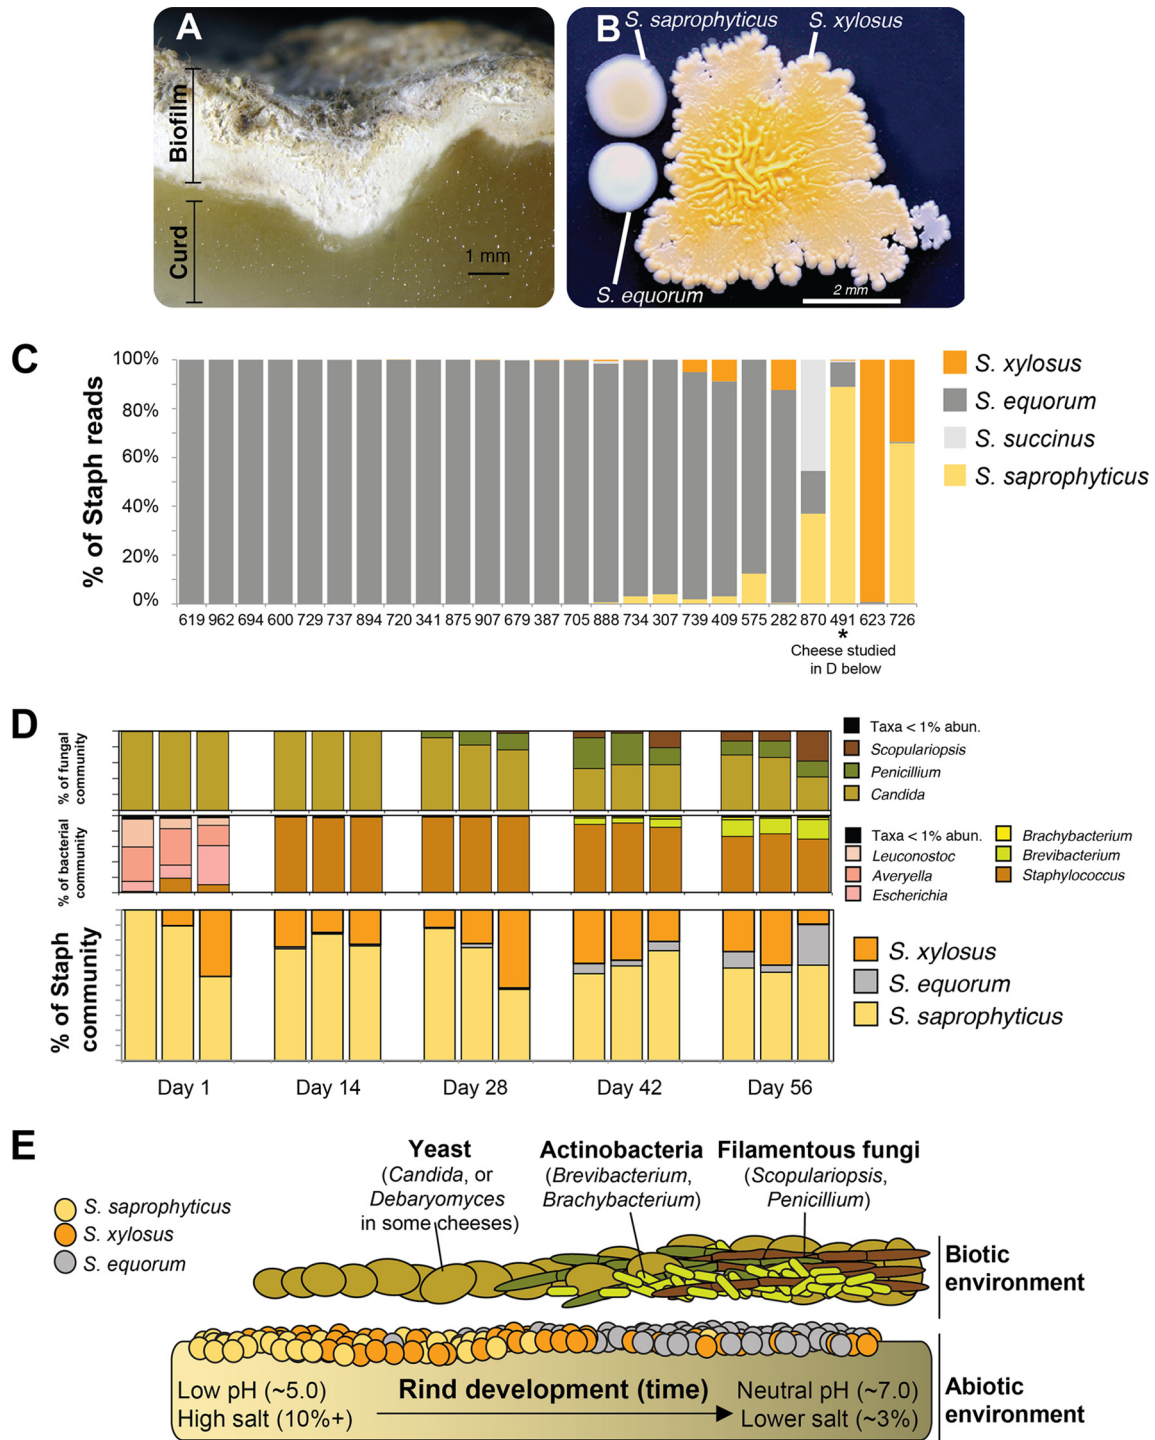 A
Biofilm
Curd
1 mm
B
S. saprophyticus
S. xylosus
S. equorum
2 mm
C
% of Staph reads
100%
80%
60%
40%
20%
0%
619 962 694 600 729 737 894 720 341 875 907 679 387 705 888 734 307 739 409 575 282 870 491 623 726
*
Cheese studied
in D below
S. xylosus
S. equorum
S. succinus
S. saprophyticus
D
% of fungal
community
Taxa < 1% abun.
Scopulariopsis
Penicillium
Candida
% of bacterial
community
Taxa < 1% abun.
Leuconostoc
Averyella
Escherichia
Brachybacterium
Brevibacterium
Staphylococcus
% of Staph
community
S. xylosus
S. equorum
S. saprophyticus
Day 1
Day 14
Day 28
Day 42
Day 56
E
S. saprophyticus
S. xylosus
S. equorum
Yeast
(Candida, or
Debaryomyces
in some cheeses)
Actinobacteria
(Brevibacterium,
Brachybacterium)
Filamentous fungi
(Scopulariopsis,
Penicillium)
Biotic
environment
Low pH (~5.0)
High salt (10%+)
Rind development (time)
Neutral pH (~7.0)
Lower salt (~3%)
Abiotic
environment